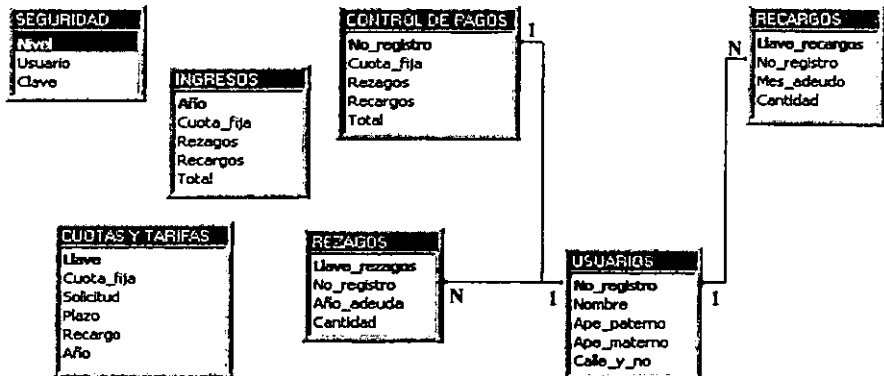 SEGURIDAD
Nivel
Usuario
Clave
INGRESOS
Año
Cuota_fija
Rezagos
Recargos
Total
CONTROL DE PAGOS
No_registro
Cuota_fija
Rezagos
Recargos
Total
1
N
RECARGOS
Llave_recargos
No_registro
Mes_adeudo
Cantidad
CUOTAS Y TARIFAS
Llave
Cuota_fija
Solicitud
Plazo
Recargo
Año
REZAGOS
Llave_rezagos
No_registro
Año_adeuda
Cantidad
N
1
USUARIOS
No_registro
Nombre
Ape_paterno
Ape_materno
Calle_y_no
1